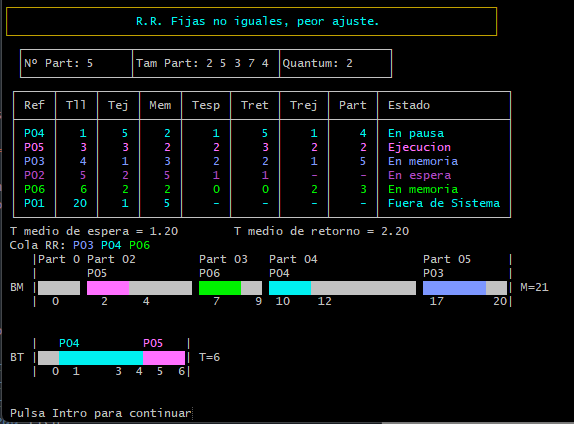 R.R. Fijas no iguales, peor ajuste.
Nº Part: 5 Tam Part: 2 5 3 7 4 Quantum: 2
Ref Tll Tej Mem Tesp Tret Trej Part Estado
P04 1 5 2 1 5 1 4 En pausa
P05 3 3 2 2 3 2 2 Ejecucion
P03 4 1 3 2 2 1 5 En memoria
P02 5 2 5 1 1 - - En espera
P06 6 2 2 0 0 2 3 En memoria
P01 20 1 5 - - - - Fuera de Sistema
T medio de espera = 1.20 T medio de retorno = 2.20
Cola RR: P03 P04 P06
|Part 0 Part 02 Part 03 Part 04 Part 05 |
| P05 P06 P04 P03 |
BM | | M=21
| 0 2 4 7 9 10 12 17 20|
| P04 P05 |
BT | | T=6
| 0 1 3 4 5 6|
Pulsa Intro para continuar